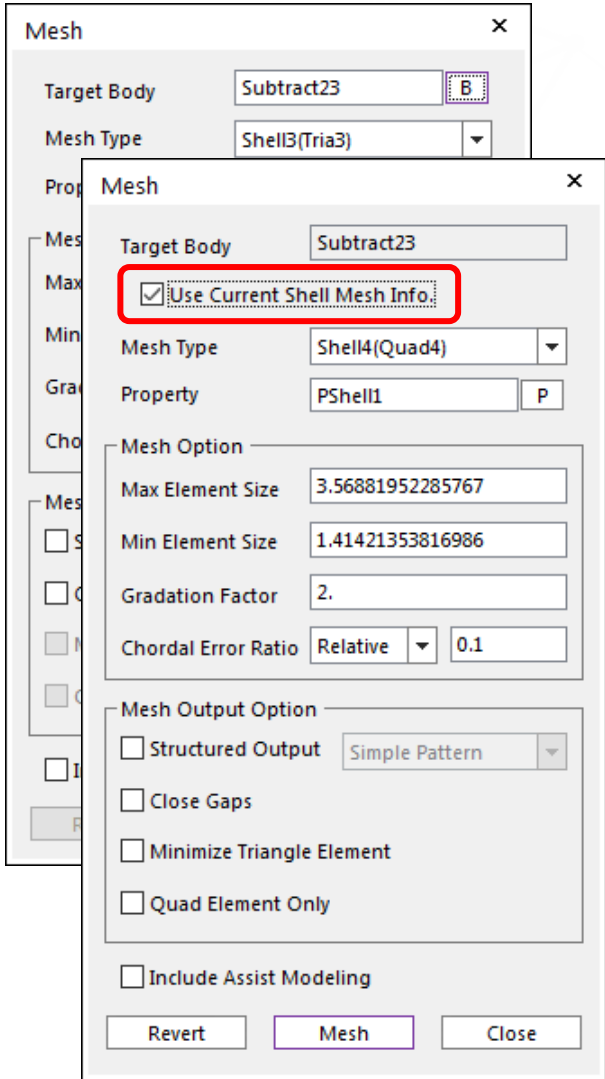 Mesh
Target Body Subtract23 B
Mesh Type Shell3(Tria3)
Mesh
Target Body Subtract23
Use Current Shell Mesh Info.
Mesh Type Shell4(Quad4)
Property PShell1 P
Mesh Option
Max Element Size 3.56881952285767
Min Element Size 1.41421353816986
Gradation Factor 2.
Chordal Error Ratio Relative 0.1
Mesh Output Option
Structured Output Simple Pattern
Close Gaps
Minimize Triangle Element
Quad Element Only
Include Assist Modeling
Revert Mesh Close